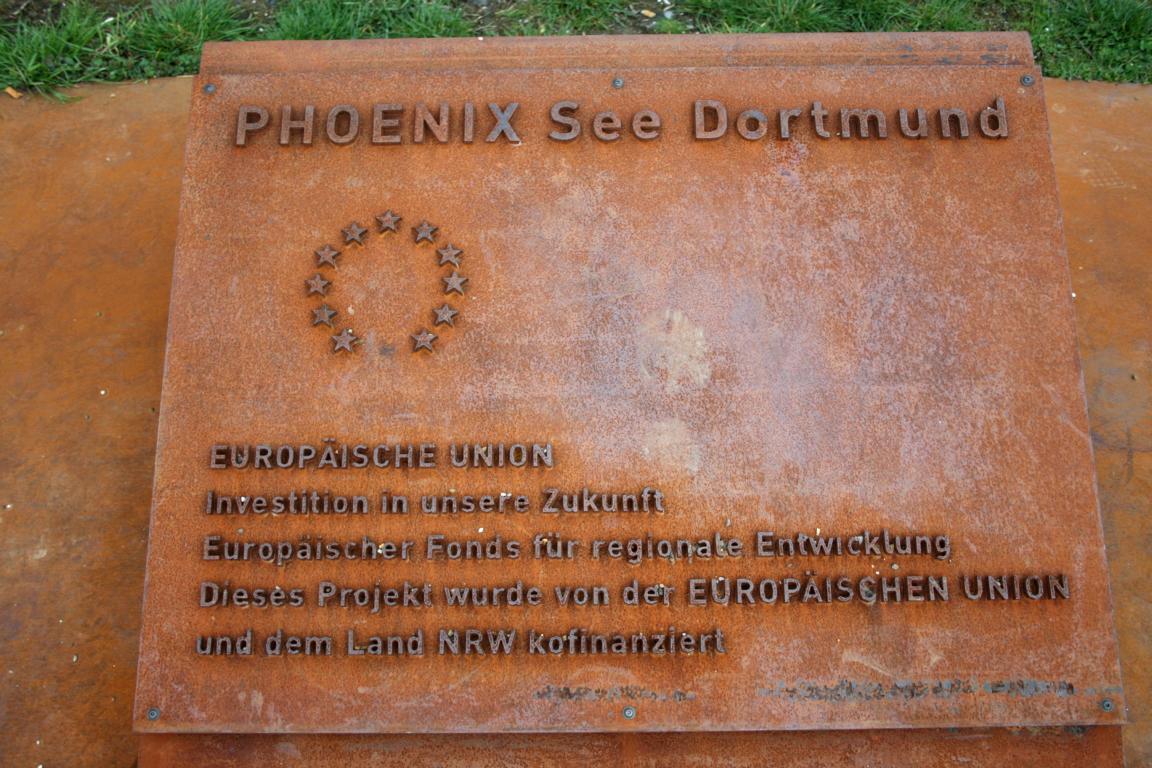 PHOENIX See Dortmund
EUROPÄISCHE UNION
Investition in unsere Zukunft
Europäischer Fonds für regionale Entwicklung
Dieses Projekt wurde von der EUROPÄISCHEN UNION
und dem Land NRW kofinanziert